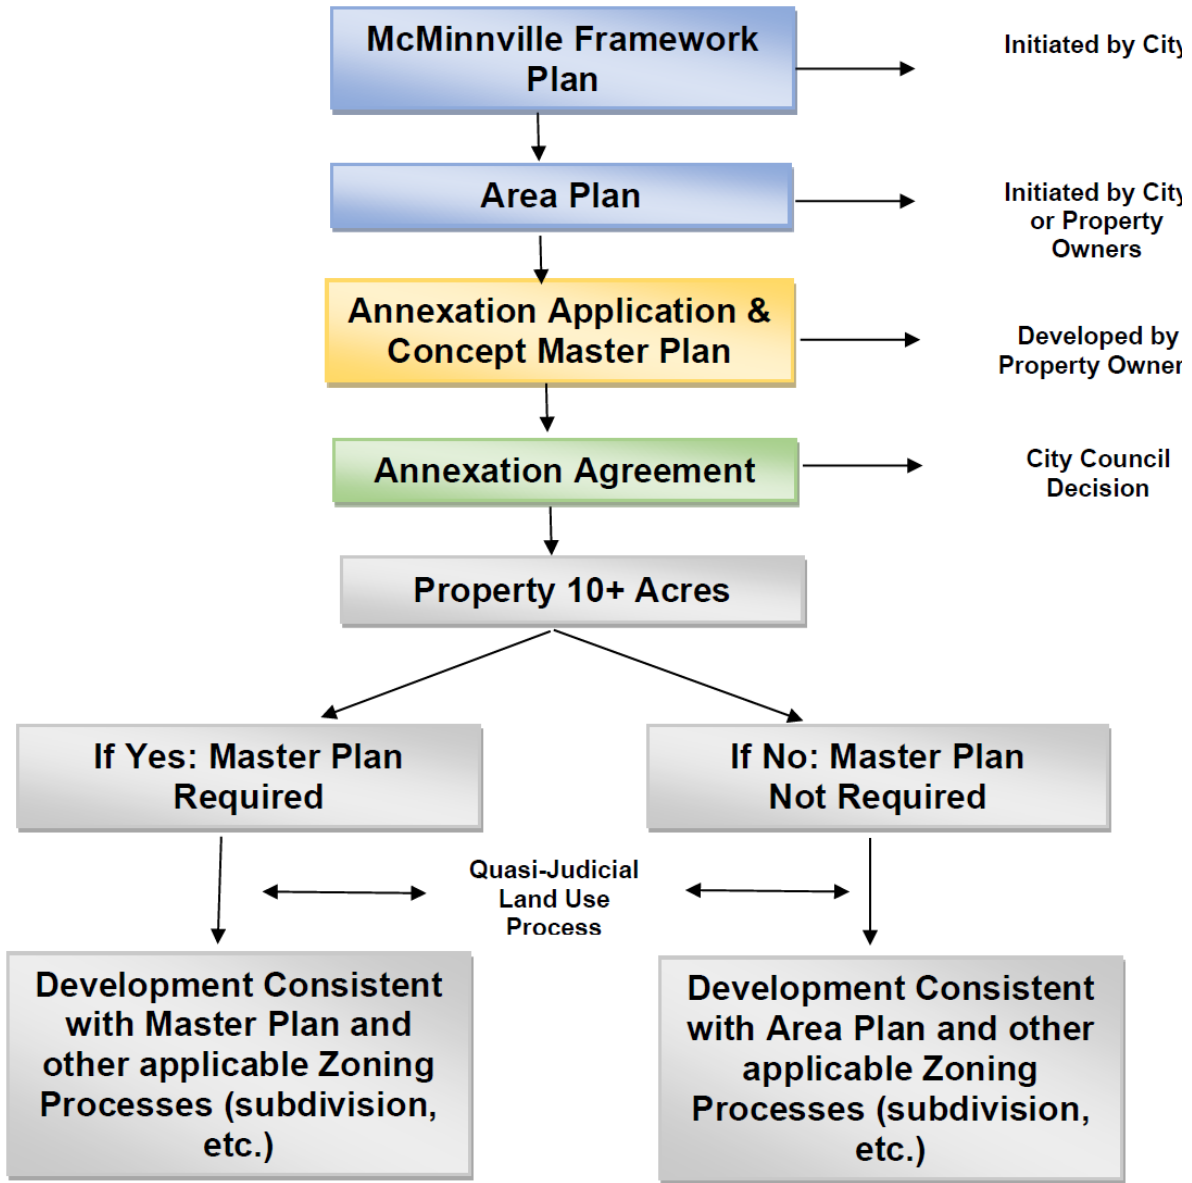 McMinnville Framework
Plan
Initiated by City
Area Plan
Initiated by City
or Property
Owners
Annexation Application &
Concept Master Plan
Developed by
Property Owner
Annexation Agreement
City Council
Decision
Property 10+ Acres
If Yes: Master Plan
Required
If No: Master Plan
Not Required
Quasi-Judicial
Land Use
Process
Development Consistent
with Master Plan and
other applicable Zoning
Processes (subdivision,
etc.)
Development Consistent
with Area Plan and other
applicable Zoning
Processes (subdivision,
etc.)